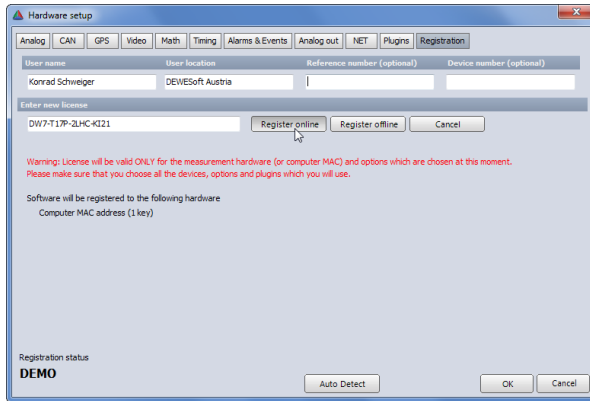 Hardware setup
Analog CAN GPS Video Math Timing Alarms & Events Analog out NET Plugins Registration
User name User location Reference number (optional) Device number (optional)
Konrad Schweiger DEWESoft Austria
Enter new license
DW7-T17P-2LHC-KI21 Register online Register offline Cancel
Warning: License will be valid ONLY for the measurement hardware (or computer MAC) and options which are chosen at this moment.
Please make sure that you choose all the devices, options and plugins which you will use.
Software will be registered to the following hardware
Computer MAC address (1 key)
Registration status
DEMO
Auto Detect OK Cancel